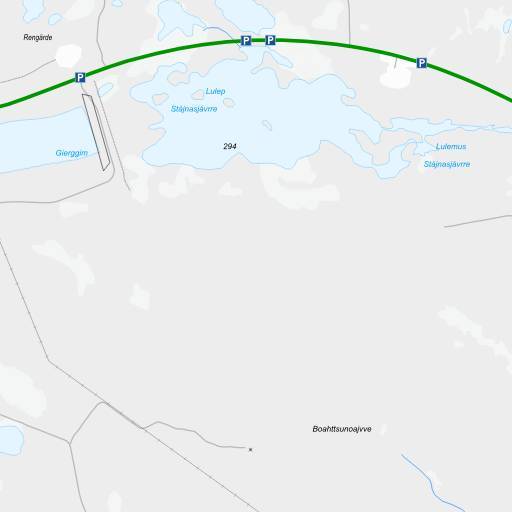 Rengärde
P
P
P
P
Lulep
Stájnasjávrre
294
Gierggim
Lulemus
Stájnasjávrre
Boahttsunoajvve